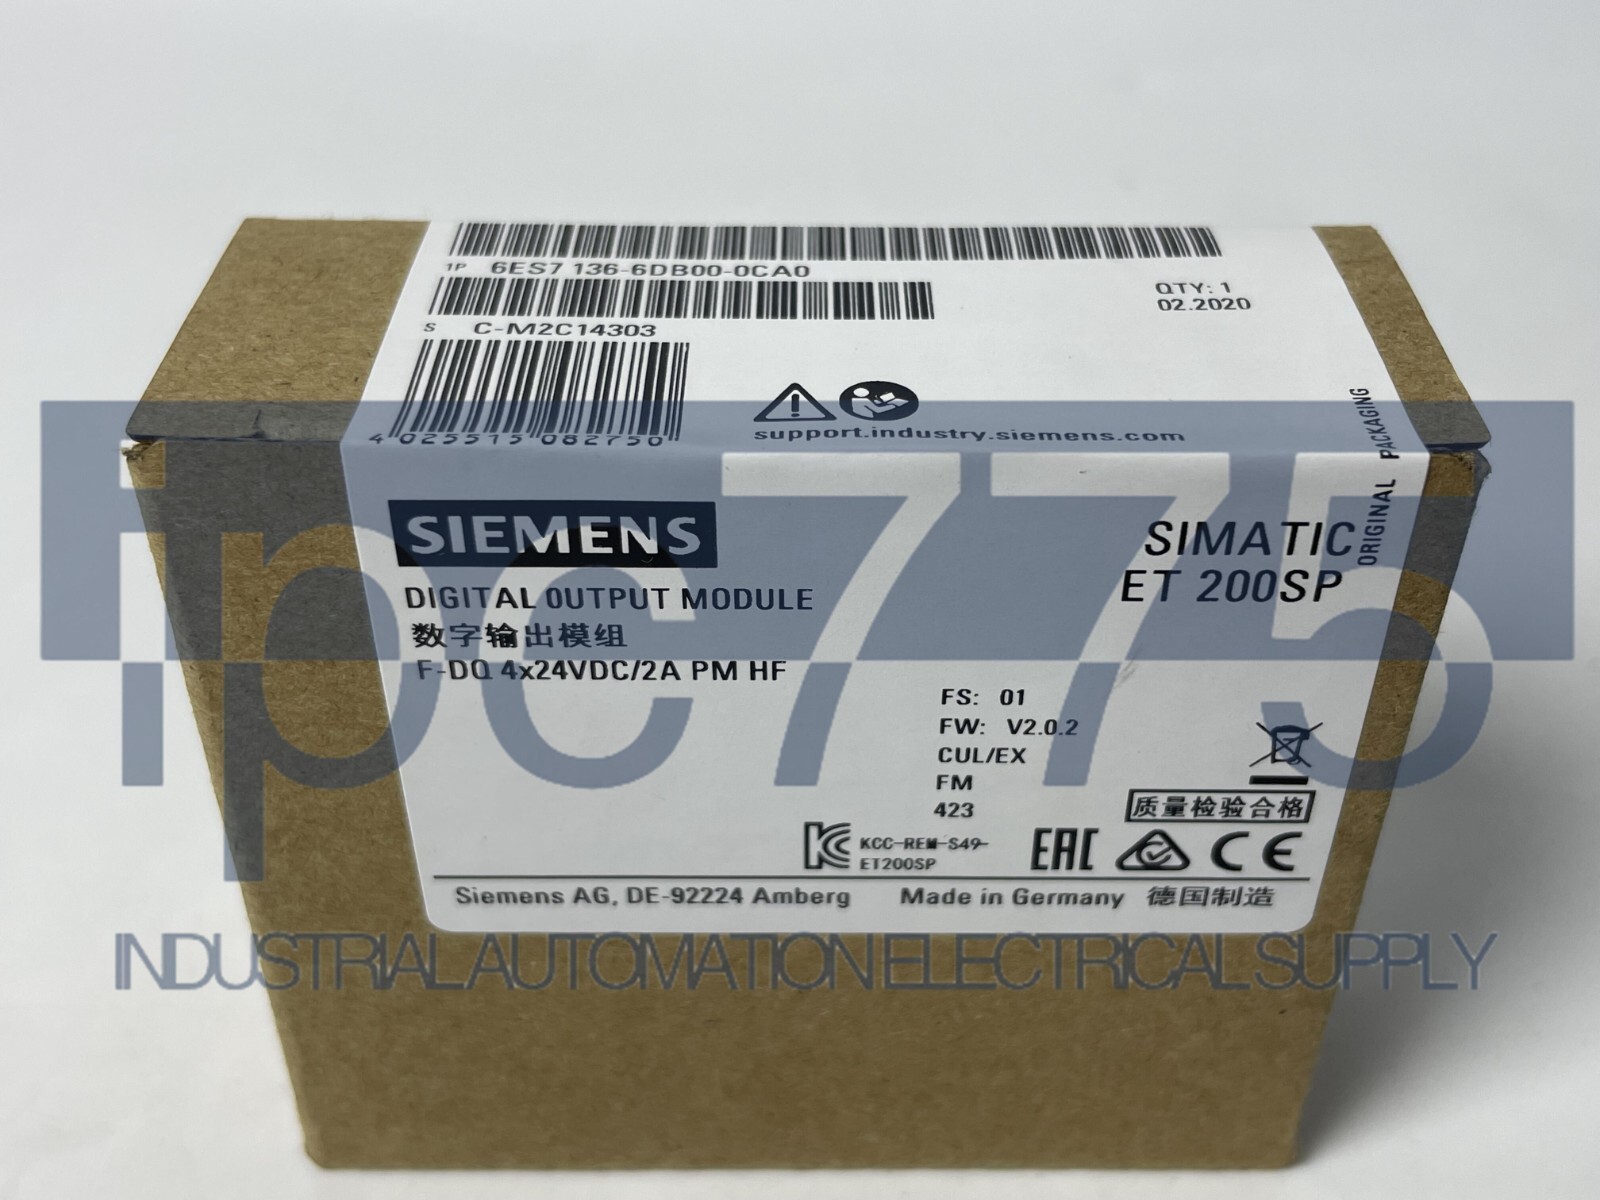 1P 6ES7 136-6DB00-0CA0
QTY: 1
02.2020
S C-M2C14303
4 025515 082750
support.industry.siemens.com
ORIGINAL PACKAGING
SIEMENS
SIMATIC
ET 200SP
DIGITAL OUTPUT MODULE
数字输出模组
F-DQ 4x24VDC/2A PM HF
ipc775
FS: 01
FW: V2.0.2
CUL/EX
FM
423
质量检验合格
KCC-REM-S49-
ET200SP
EAC
CE
Siemens AG, DE-92224 Amberg Made in Germany 德国制造
INDUSTRIAL AUTOMATION ELECTRICAL SUPPLY